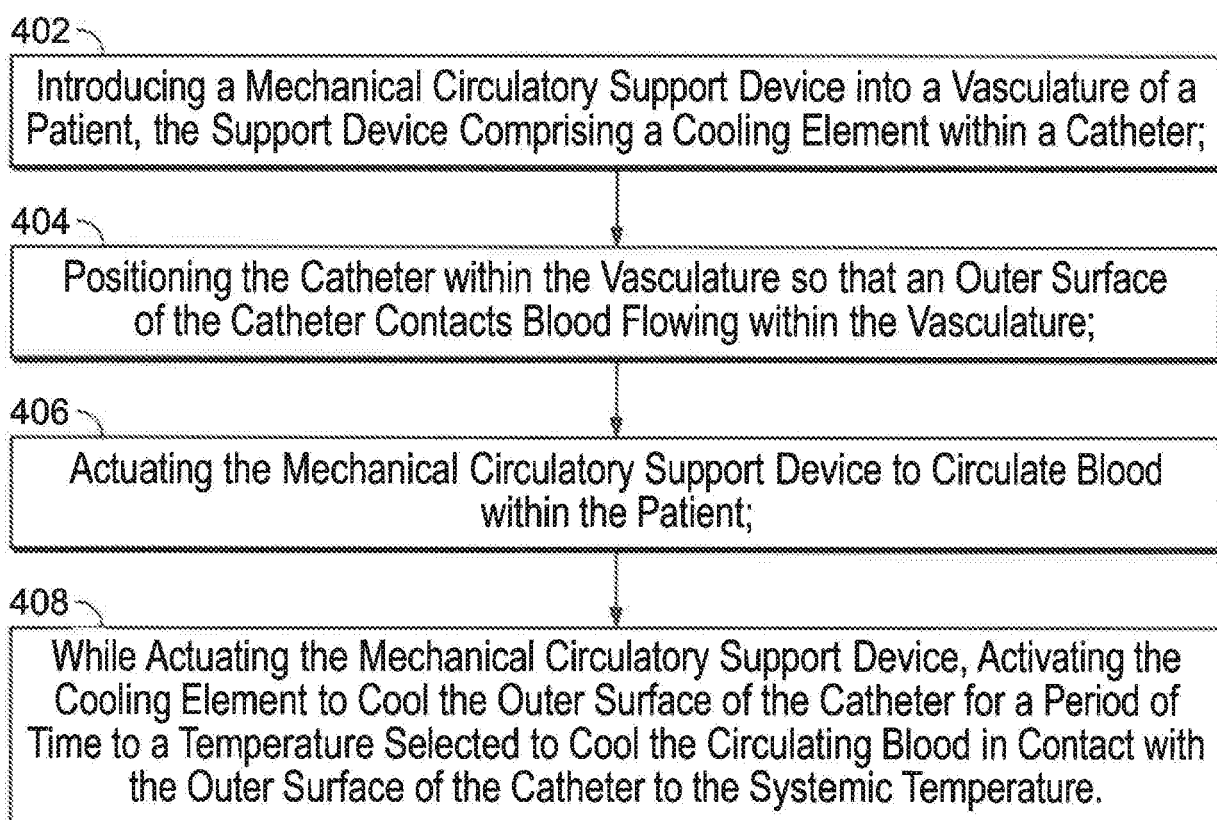 402
Introducing a Mechanical Circulatory Support Device into a Vasculature of a
Patient, the Support Device Comprising a Cooling Element within a Catheter;
404
Positioning the Catheter within the Vasculature so that an Outer Surface
of the Catheter Contacts Blood Flowing within the Vasculature;
406
Actuating the Mechanical Circulatory Support Device to Circulate Blood
within the Patient;
408
While Actuating the Mechanical Circulatory Support Device, Activating the
Cooling Element to Cool the Outer Surface of the Catheter for a Period of
Time to a Temperature Selected to Cool the Circulating Blood in Contact with
the Outer Surface of the Catheter to the Systemic Temperature.